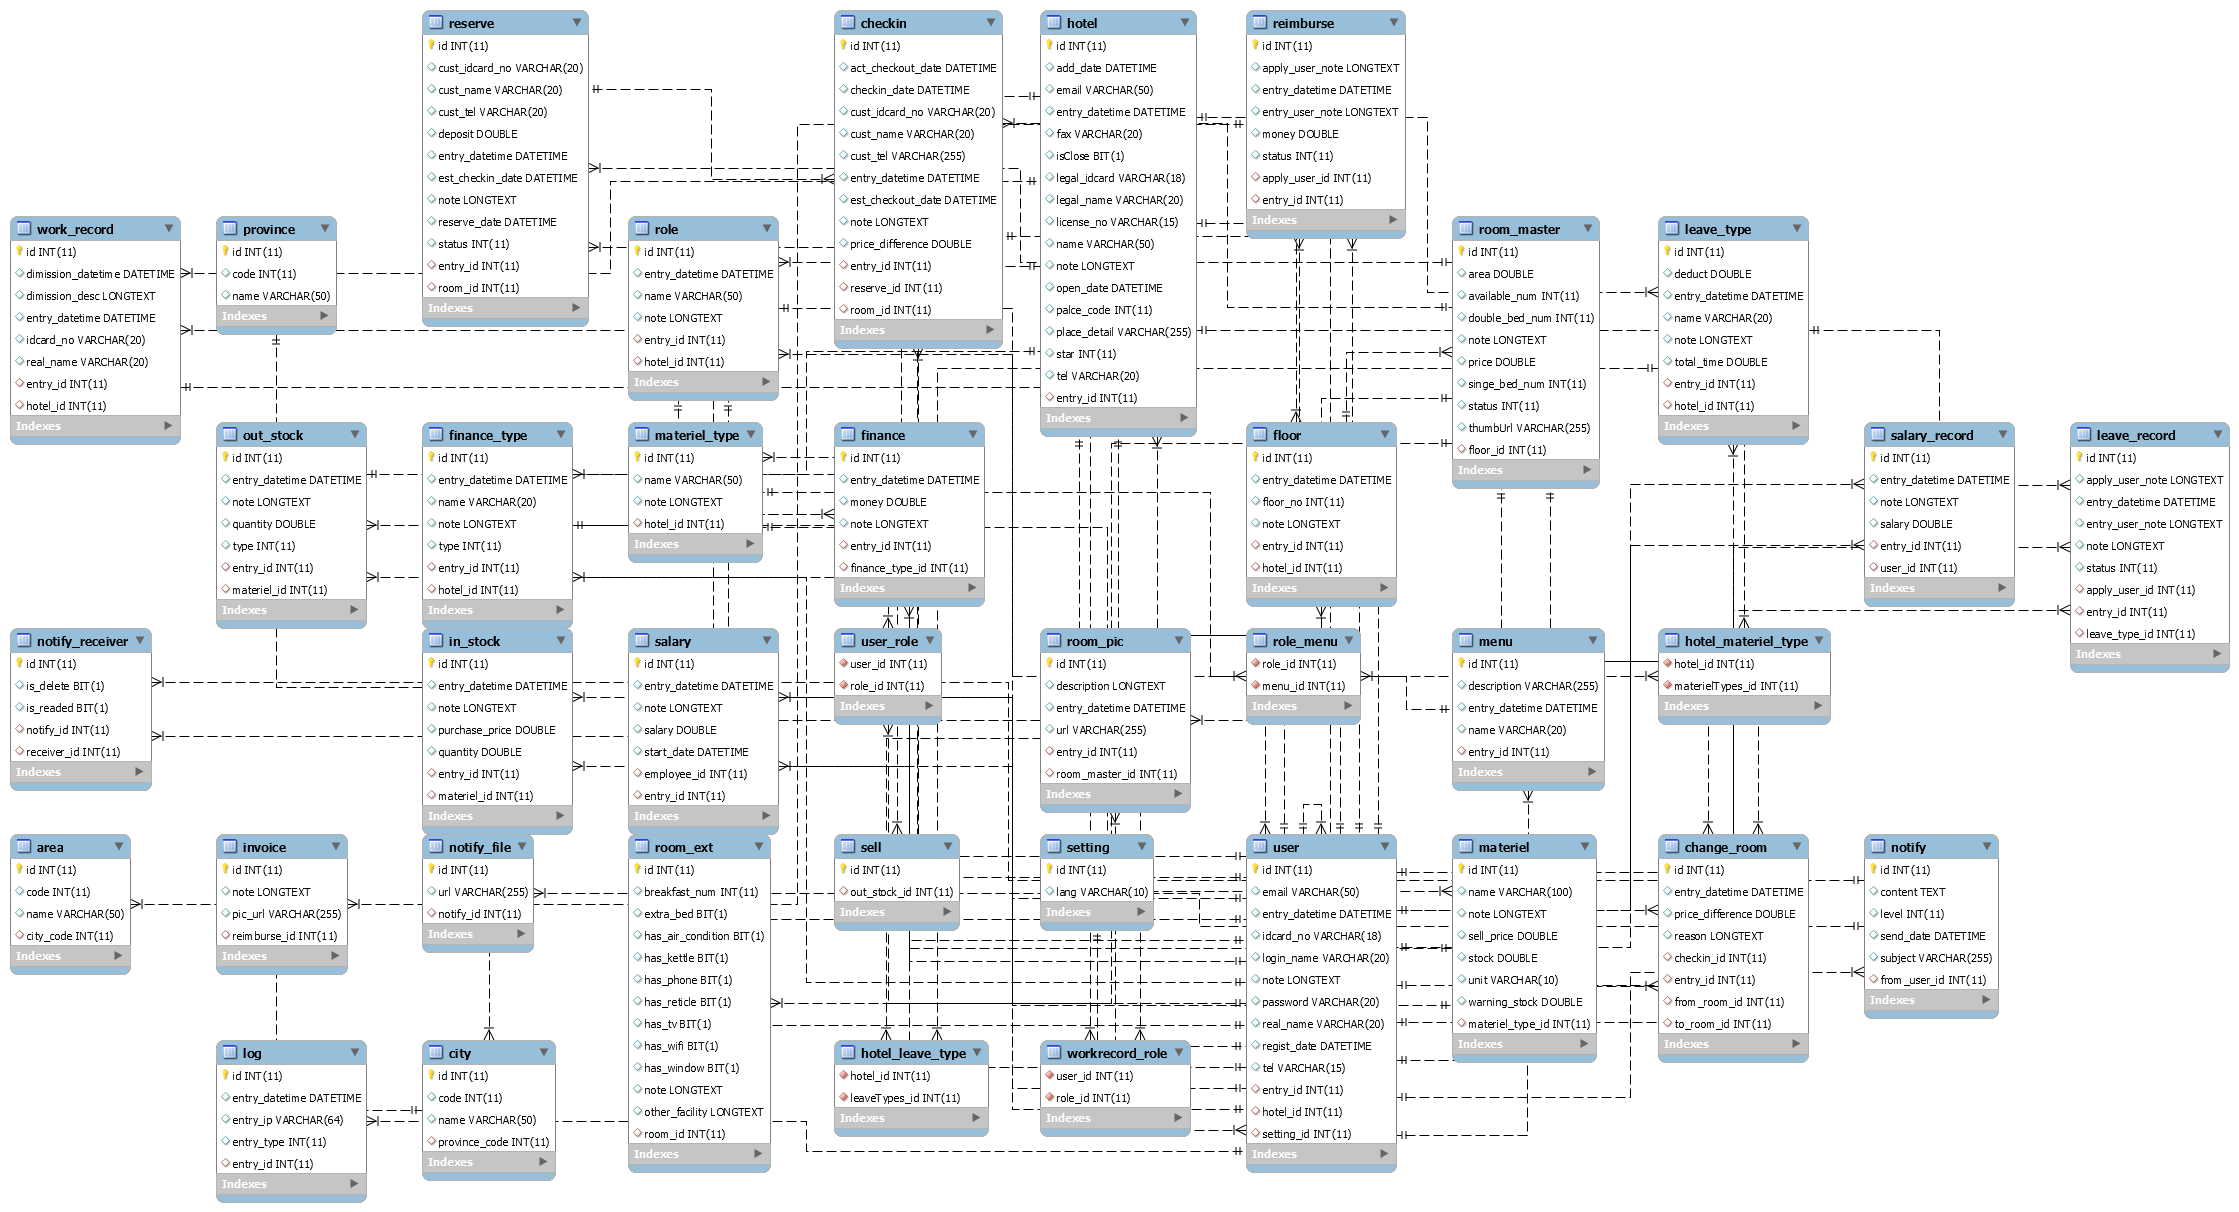 reserve
id INT(11)
cust_idcard_no VARCHAR(20)
cust_name VARCHAR(20)
cust_tel VARCHAR(20)
deposit DOUBLE
entry_datetime DATETIME
est_checkin_date DATETIME
note LONGTEXT
reserve_date DATETIME
status INT(11)
entry_id INT(11)
room_id INT(11)
Indexes
checkin
id INT(11)
act_checkout_date DATETIME
checkin_date DATETIME
cust_idcard_no VARCHAR(20)
cust_name VARCHAR(20)
cust_tel VARCHAR(255)
entry_datetime DATETIME
est_checkout_date DATETIME
note LONGTEXT
price_difference DOUBLE
entry_id INT(11)
reserve_id INT(11)
room_id INT(11)
Indexes
hotel
id INT(11)
add_date DATETIME
email VARCHAR(50)
entry_datetime DATETIME
fax VARCHAR(20)
isClose BIT(1)
legal_idcard VARCHAR(18)
legal_name VARCHAR(20)
license_no VARCHAR(15)
name VARCHAR(50)
note LONGTEXT
open_date DATETIME
palce_code INT(11)
place_detail VARCHAR(255)
star INT(11)
tel VARCHAR(20)
entry_id INT(11)
Indexes
reimburse
id INT(11)
apply_user_note LONGTEXT
entry_datetime DATETIME
entry_user_note LONGTEXT
money DOUBLE
status INT(11)
apply_user_id INT(11)
entry_id INT(11)
Indexes
work_record
id INT(11)
dimission_datetime DATETIME
dimission_desc LONGTEXT
entry_datetime DATETIME
idcard_no VARCHAR(20)
real_name VARCHAR(20)
entry_id INT(11)
hotel_id INT(11)
Indexes
province
id INT(11)
code INT(11)
name VARCHAR(50)
Indexes
role
id INT(11)
entry_datetime DATETIME
name VARCHAR(50)
note LONGTEXT
entry_id INT(11)
hotel_id INT(11)
Indexes
room_master
id INT(11)
area DOUBLE
available_num INT(11)
double_bed_num INT(11)
note LONGTEXT
price DOUBLE
singe_bed_num INT(11)
status INT(11)
thumbUrl VARCHAR(255)
floor_id INT(11)
Indexes
leave_type
id INT(11)
deduct DOUBLE
entry_datetime DATETIME
name VARCHAR(20)
note LONGTEXT
total_time DOUBLE
entry_id INT(11)
hotel_id INT(11)
Indexes
out_stock
id INT(11)
entry_datetime DATETIME
note LONGTEXT
quantity DOUBLE
type INT(11)
entry_id INT(11)
materiel_id INT(11)
Indexes
finance_type
id INT(11)
entry_datetime DATETIME
name VARCHAR(20)
note LONGTEXT
type INT(11)
entry_id INT(11)
hotel_id INT(11)
Indexes
materiel_type
id INT(11)
name VARCHAR(50)
note LONGTEXT
hotel_id INT(11)
Indexes
finance
id INT(11)
entry_datetime DATETIME
money DOUBLE
note LONGTEXT
entry_id INT(11)
finance_type_id INT(11)
Indexes
floor
id INT(11)
entry_datetime DATETIME
floor_no INT(11)
note LONGTEXT
entry_id INT(11)
hotel_id INT(11)
Indexes
salary_record
id INT(11)
entry_datetime DATETIME
note LONGTEXT
salary DOUBLE
entry_id INT(11)
user_id INT(11)
Indexes
leave_record
id INT(11)
apply_user_note LONGTEXT
entry_datetime DATETIME
entry_user_note LONGTEXT
note LONGTEXT
status INT(11)
apply_user_id INT(11)
entry_id INT(11)
leave_type_id INT(11)
Indexes
notify_receiver
id INT(11)
is_delete BIT(1)
is_readed BIT(1)
notify_id INT(11)
receiver_id INT(11)
Indexes
in_stock
id INT(11)
entry_datetime DATETIME
note LONGTEXT
purchase_price DOUBLE
quantity DOUBLE
entry_id INT(11)
materiel_id INT(11)
Indexes
salary
id INT(11)
entry_datetime DATETIME
note LONGTEXT
salary DOUBLE
start_date DATETIME
employee_id INT(11)
entry_id INT(11)
Indexes
user_role
user_id INT(11)
role_id INT(11)
Indexes
room_pic
id INT(11)
description LONGTEXT
entry_datetime DATETIME
url VARCHAR(255)
entry_id INT(11)
room_master_id INT(11)
Indexes
role_menu
role_id INT(11)
menu_id INT(11)
Indexes
menu
id INT(11)
description VARCHAR(255)
entry_datetime DATETIME
name VARCHAR(20)
entry_id INT(11)
Indexes
hotel_materiel_type
hotel_id INT(11)
materielTypes_id INT(11)
Indexes
area
id INT(11)
code INT(11)
name VARCHAR(50)
city_code INT(11)
Indexes
invoice
id INT(11)
note LONGTEXT
pic_url VARCHAR(255)
reimburse_id INT(11)
Indexes
notify_file
id INT(11)
url VARCHAR(255)
notify_id INT(11)
Indexes
room_ext
id INT(11)
breakfast_num INT(11)
extra_bed BIT(1)
has_air_condition BIT(1)
has_kettle BIT(1)
has_phone BIT(1)
has_reticle BIT(1)
has_tv BIT(1)
has_wifi BIT(1)
has_window BIT(1)
note LONGTEXT
other_facility LONGTEXT
room_id INT(11)
Indexes
sell
id INT(11)
out_stock_id INT(11)
Indexes
setting
id INT(11)
lang VARCHAR(10)
Indexes
user
id INT(11)
email VARCHAR(50)
entry_datetime DATETIME
idcard_no VARCHAR(18)
login_name VARCHAR(20)
note LONGTEXT
password VARCHAR(20)
real_name VARCHAR(20)
regist_date DATETIME
tel VARCHAR(15)
entry_id INT(11)
hotel_id INT(11)
setting_id INT(11)
Indexes
materiel
id INT(11)
name VARCHAR(100)
note LONGTEXT
sell_price DOUBLE
stock DOUBLE
unit VARCHAR(10)
warning_stock DOUBLE
materiel_type_id INT(11)
Indexes
change_room
id INT(11)
entry_datetime DATETIME
price_difference DOUBLE
reason LONGTEXT
checkin_id INT(11)
entry_id INT(11)
from_room_id INT(11)
to_room_id INT(11)
Indexes
notify
id INT(11)
content TEXT
level INT(11)
send_date DATETIME
subject VARCHAR(255)
from_user_id INT(11)
Indexes
log
id INT(11)
entry_datetime DATETIME
entry_ip VARCHAR(64)
entry_type INT(11)
entry_id INT(11)
Indexes
city
id INT(11)
code INT(11)
name VARCHAR(50)
province_code INT(11)
Indexes
hotel_leave_type
hotel_id INT(11)
leaveTypes_id INT(11)
Indexes
workrecord_role
user_id INT(11)
role_id INT(11)
Indexes